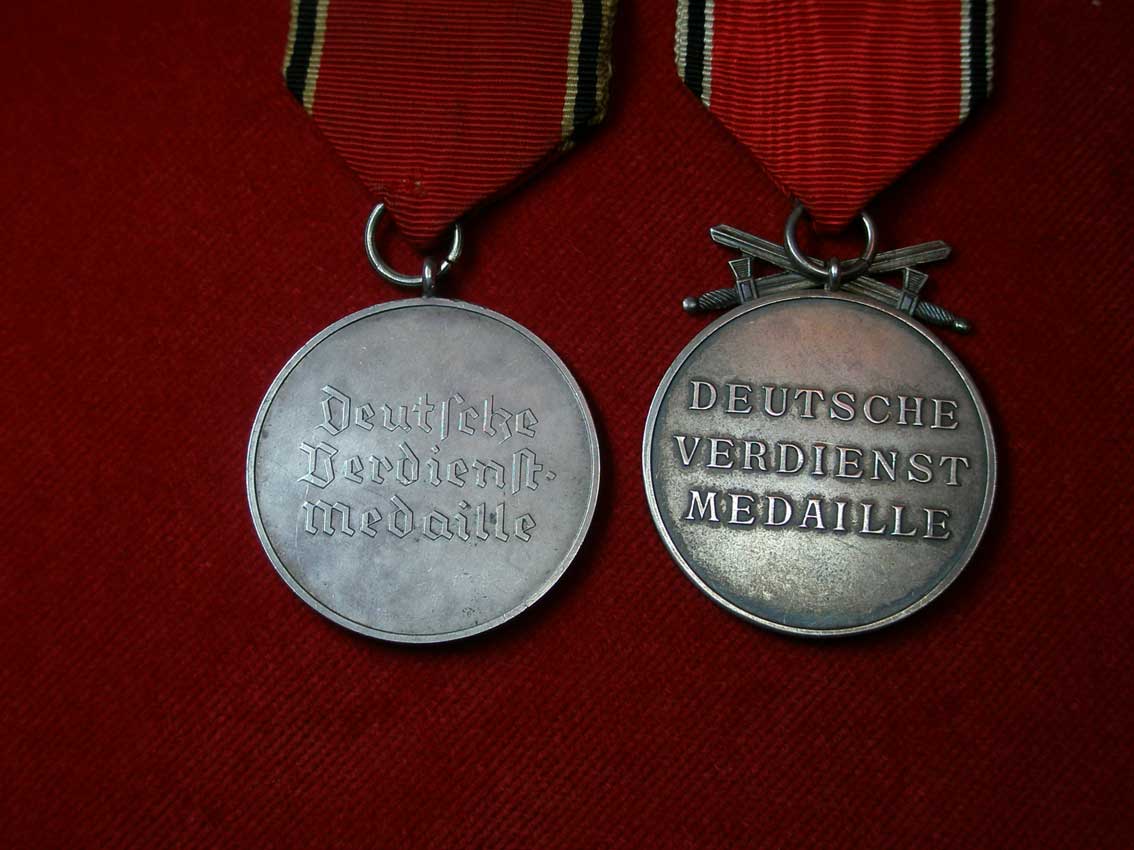 Deutſche
Verdienſt-
medaille
DEUTSCHE
VERDIENST
MEDAILLE